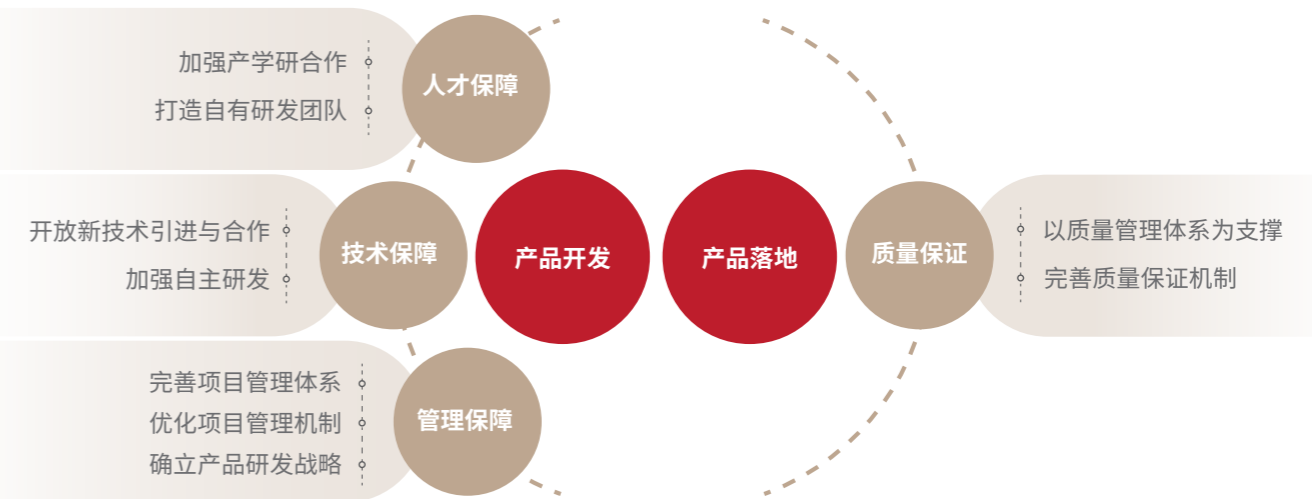 加强产学研合作
打造自有研发团队
人才保障
开放新技术引进与合作
加强自主研发
技术保障
产品开发
产品落地
质量保证
以质量管理体系为支撑
完善质量保证机制
完善项目管理体系
优化项目管理机制
确立产品研发战略
管理保障